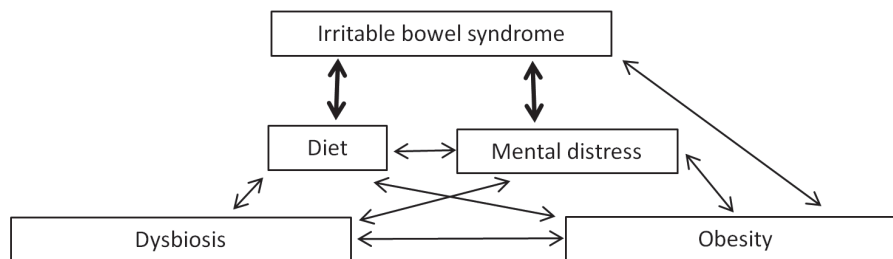 Irritable bowel syndrome
Diet
Mental distress
Dysbiosis
Obesity